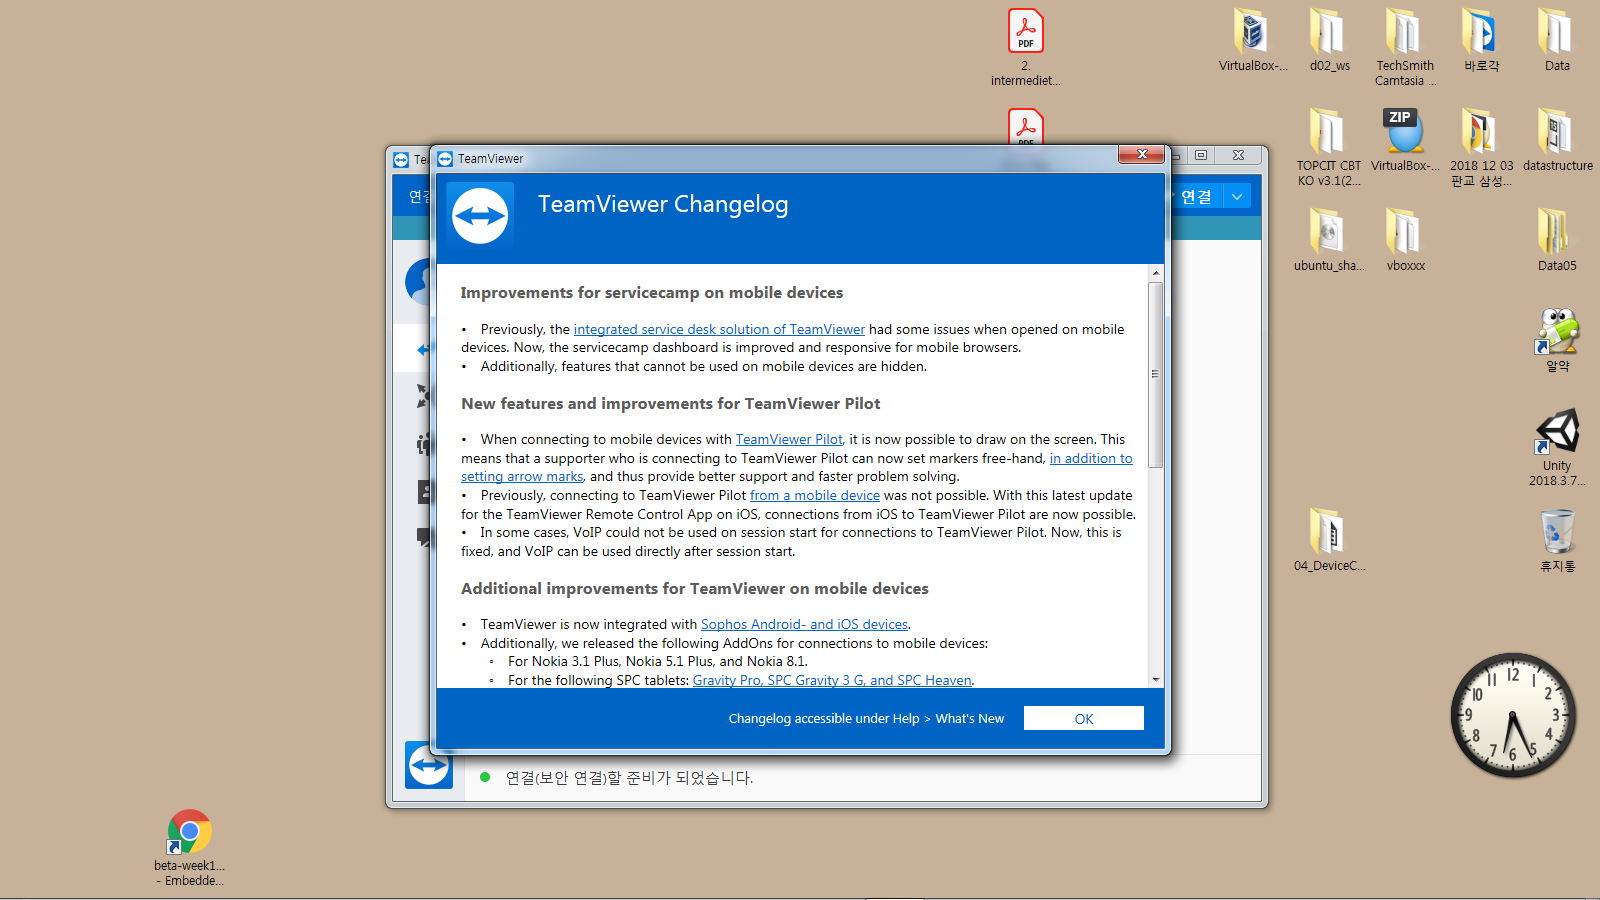 PDF
2.
intermediet...
VirtualBox-...
d02_ws
TechSmith
Camtasia ...
바로각
Data
ZIP
TOPCIT CBT
KO v3.1(2...
VirtualBox-...
2018 12 03
판교 삼성...
datastructure
ubuntu_sha...
vboxxx
Data05
알약
Unity
2018.3.7...
04_DeviceC...
휴지통
beta-week1...
- Embedde...
TeamViewer
연결
TeamViewer Changelog
Improvements for servicecamp on mobile devices
• Previously, the integrated service desk solution of TeamViewer had some issues when opened on mobile
devices. Now, the servicecamp dashboard is improved and responsive for mobile browsers.
• Additionally, features that cannot be used on mobile devices are hidden.
New features and improvements for TeamViewer Pilot
• When connecting to mobile devices with TeamViewer Pilot, it is now possible to draw on the screen. This
means that a supporter who is connecting to TeamViewer Pilot can now set markers free-hand, in addition to
setting arrow marks, and thus provide better support and faster problem solving.
• Previously, connecting to TeamViewer Pilot from a mobile device was not possible. With this latest update
for the TeamViewer Remote Control App on iOS, connections from iOS to TeamViewer Pilot are now possible.
• In some cases, VoIP could not be used on session start for connections to TeamViewer Pilot. Now, this is
fixed, and VoIP can be used directly after session start.
Additional improvements for TeamViewer on mobile devices
• TeamViewer is now integrated with Sophos Android- and iOS devices.
• Additionally, we released the following AddOns for connections to mobile devices:
◦ For Nokia 3.1 Plus, Nokia 5.1 Plus, and Nokia 8.1.
◦ For the following SPC tablets: Gravity Pro, SPC Gravity 3 G, and SPC Heaven.
Changelog accessible under Help > What's New
OK
연결(보안 연결)할 준비가 되었습니다.
12
1
2
3
4
5
6
7
8
9
10
11